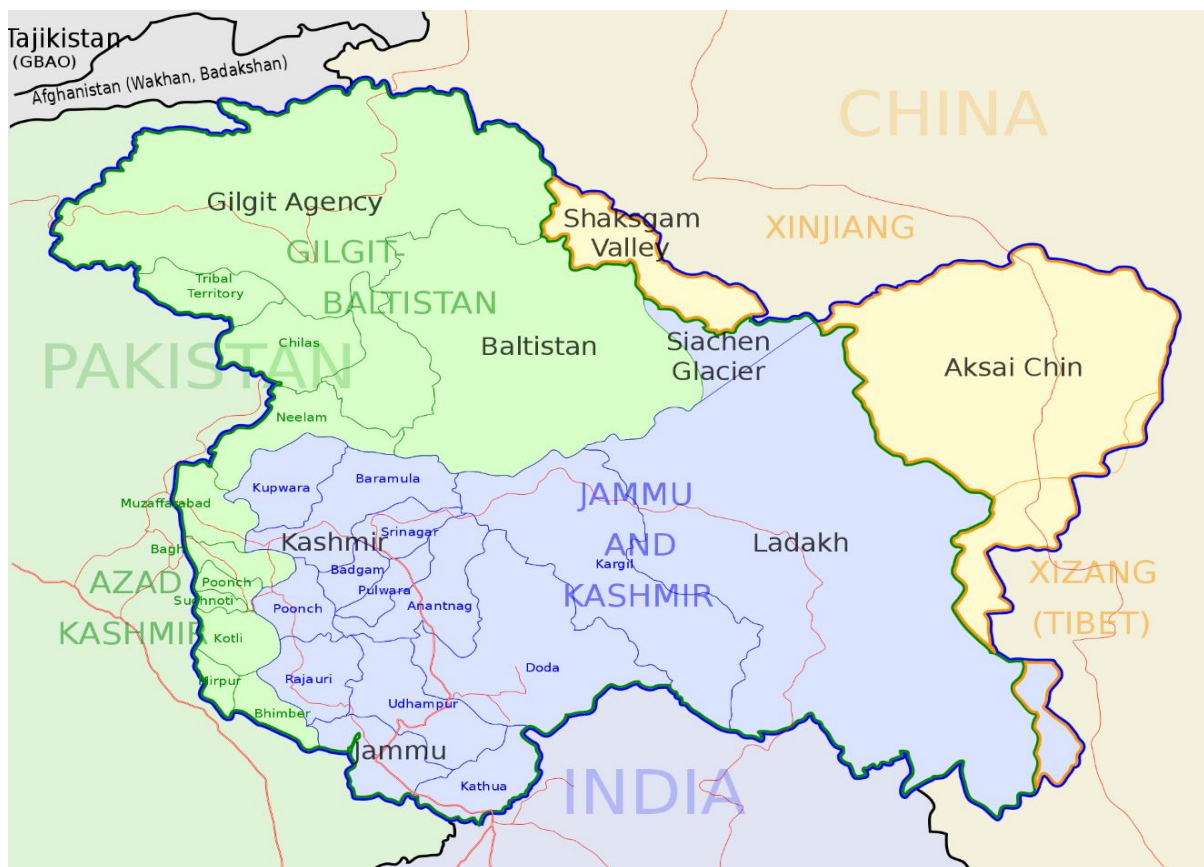 Tajikistan
(GBAO)
Afghanistan (Wakhan, Badakshan)
CHINA
Gilgit Agency
Shaksgam
Valley
XINJIANG
GILGIT-
BALTISTAN
Tribal
Territory
Chilas
Baltistan
Siachen
Glacier
PAKISTAN
Aksai Chin
Neelam
Kupwara
Baramula
JAMMU
AND
KASHMIR
Muzaffarabad
Srinagar
Kashmir
Ladakh
Bagh
Badgam
Kargil
XIZANG
(TIBET)
AZAD
KASHMIR
Poonch
Pulwara
Suchnoti
Poonch
Anantnag
Kotli
Doda
Mirpur
Rajauri
Udhampur
Bhimber
Jammu
Kathua
INDIA